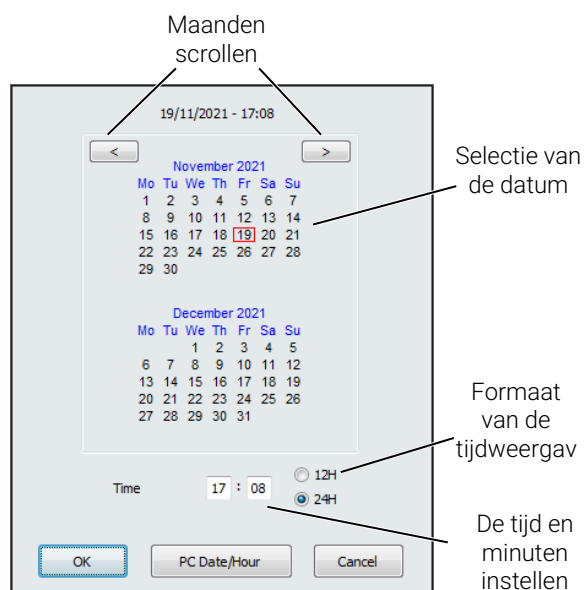 Maanden
scrollen
19/11/2021 - 17:08
< >
November 2021
Mo Tu We Th Fr Sa Su
1 2 3 4 5 6 7
8 9 10 11 12 13 14
15 16 17 18 19 20 21
22 23 24 25 26 27 28
29 30
Selectie van
de datum
December 2021
Mo Tu We Th Fr Sa Su
1 2 3 4 5
6 7 8 9 10 11 12
13 14 15 16 17 18 19
20 21 22 23 24 25 26
27 28 29 30 31
Formaat
van de
tijdweergav
Time 17 : 08
12H
24H
De tijd en
minuten
instellen
OK PC Date/Hour Cancel